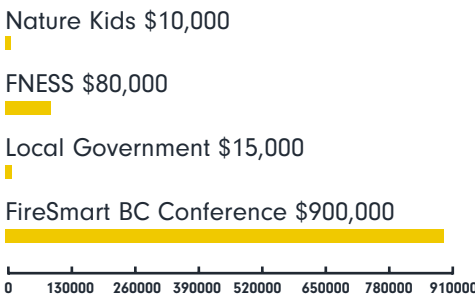 Nature Kids $10,000
FNESS $80,000
Local Government $15,000
FireSmart BC Conference $900,000
0 130000 260000 390000 520000 650000 780000 910000